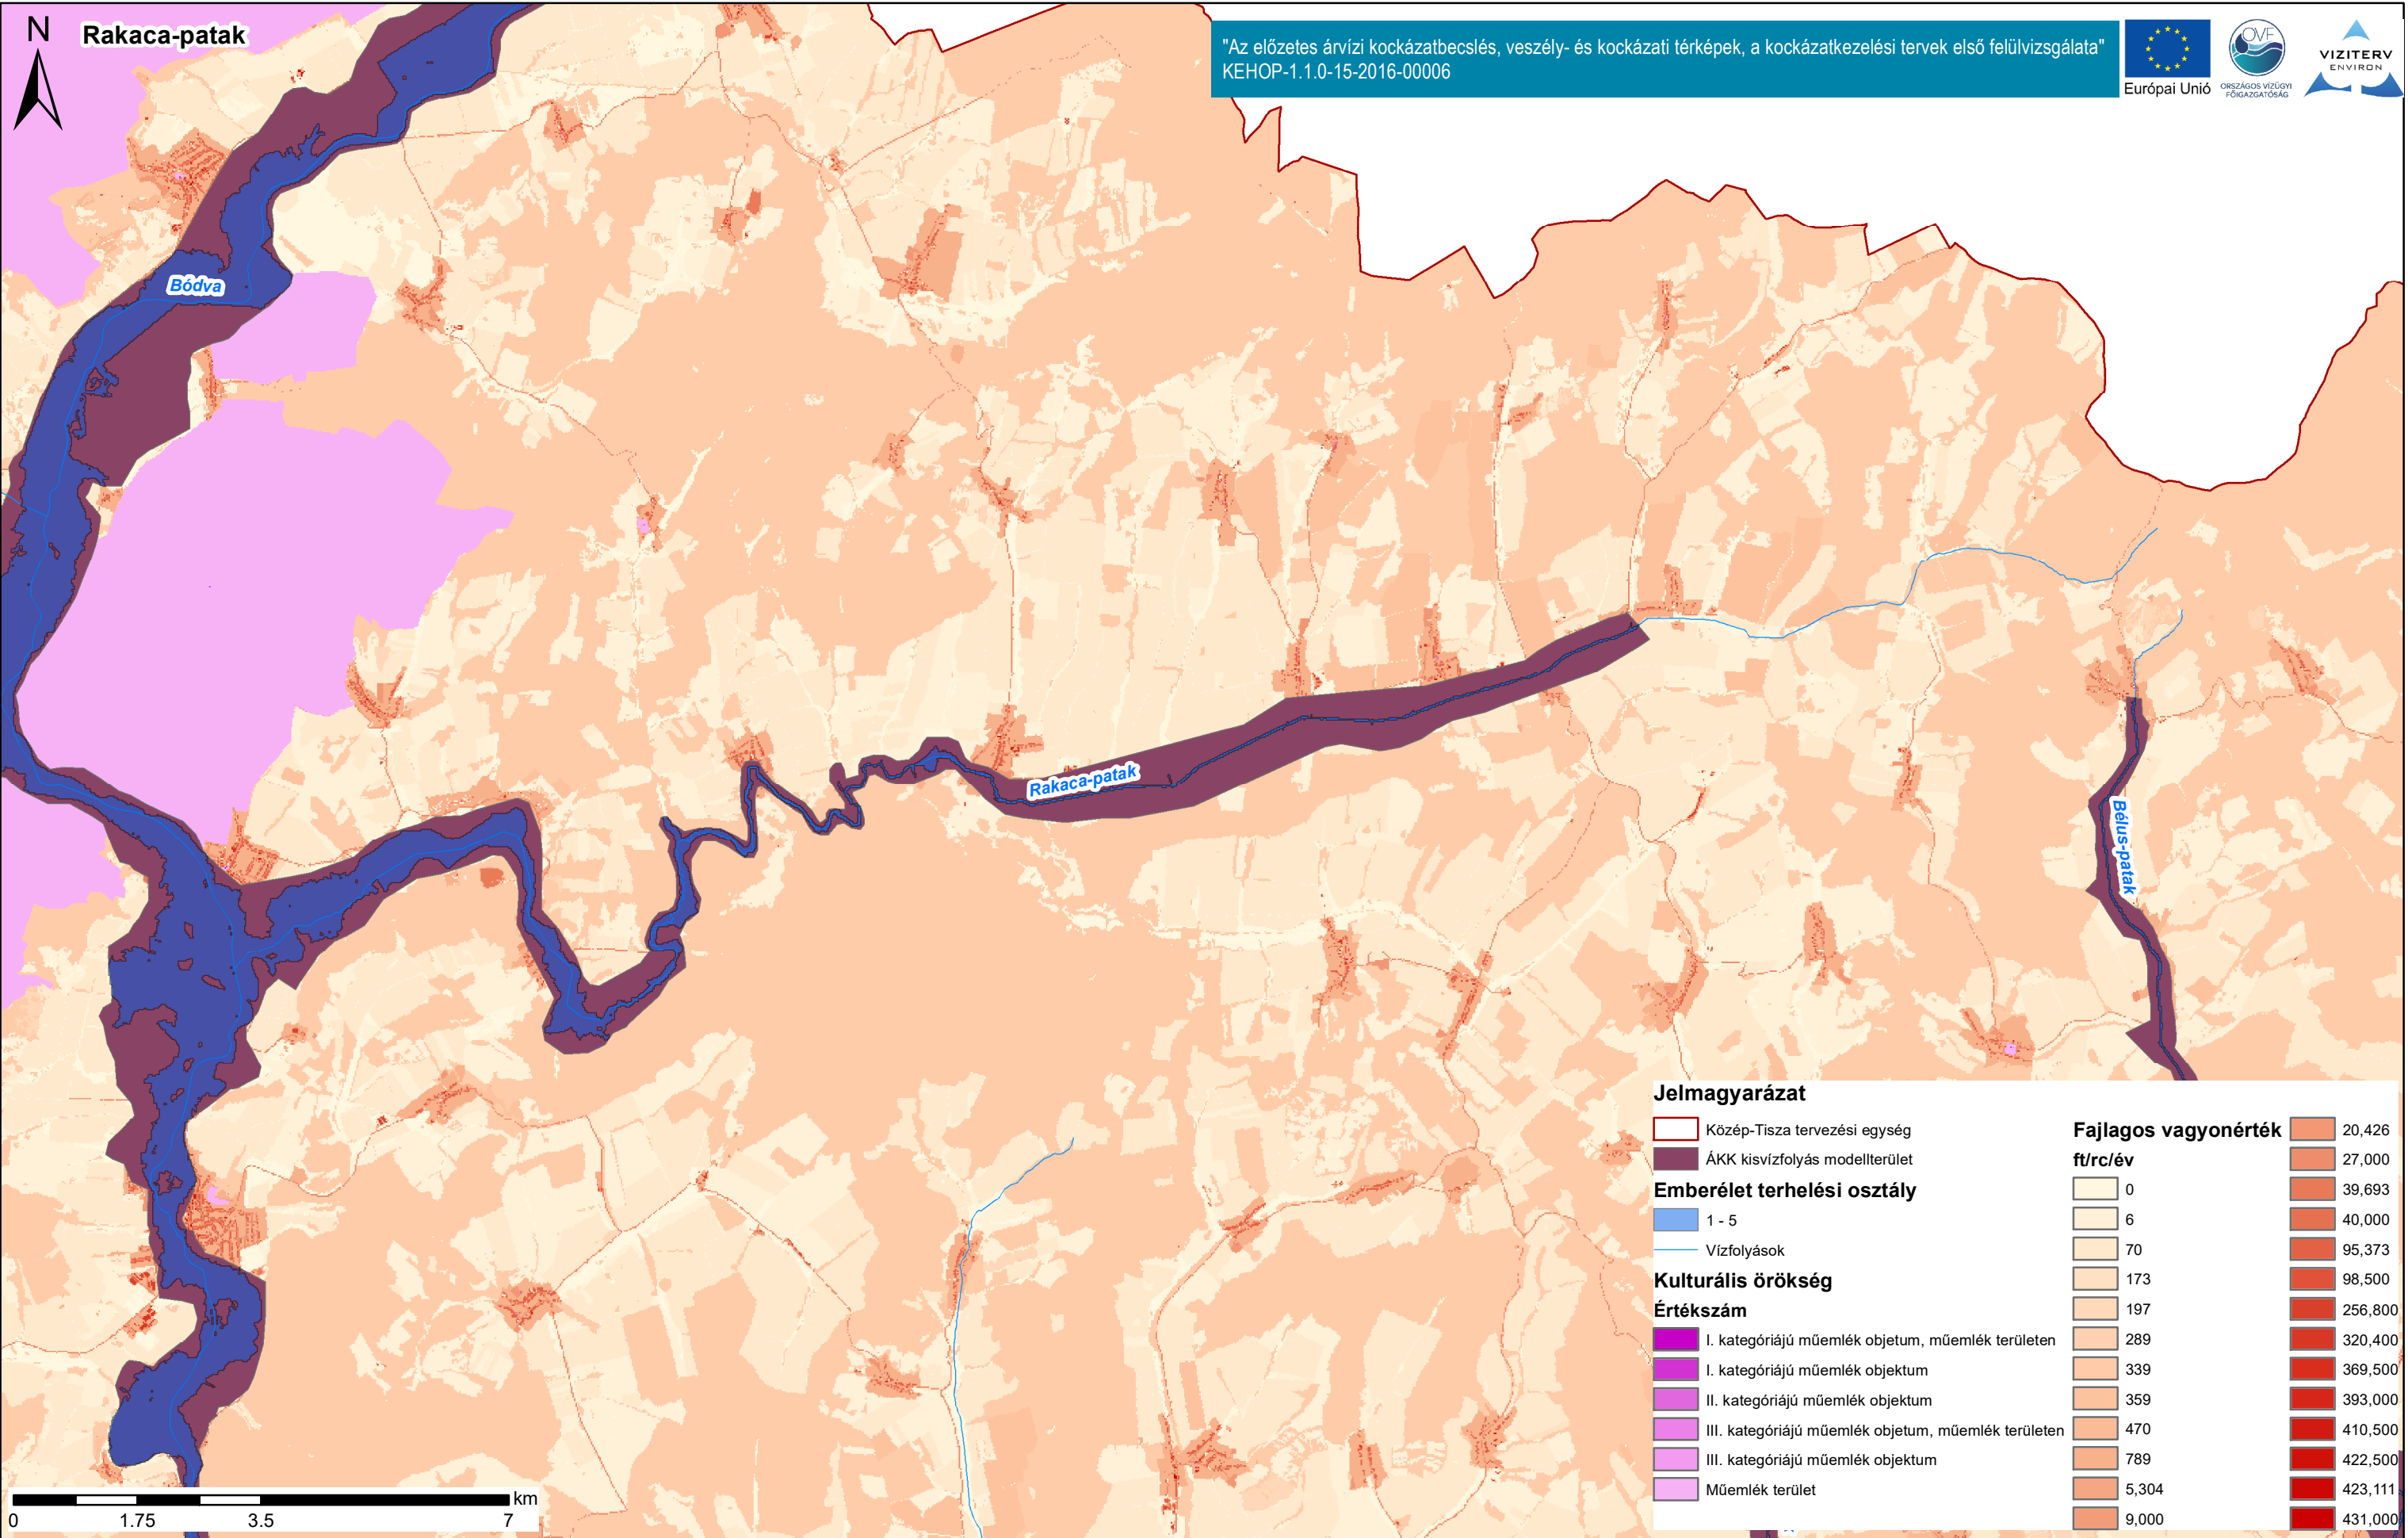 N
Rakaca-patak
"Az előzetes árvízi kockázatbecslés, veszély- és kockázati térképek, a kockázatkezelési tervek első felülvizsgálata"
KEHOP-1.1.0-15-2016-00006
Európai Unió
OVF
ORSZÁGOS VÍZÜGYI
FŐIGAZGATÓSÁG
VIZITERV
ENVIRON
Bódva
Rakaca-patak
Bélus-patak
Jelmagyarázat
Közép-Tisza tervezési egység
ÁKK kisvízfolyás modellterület
Emberélet terhelési osztály
1 - 5
Vízfolyások
Kulturális örökség
Értékszám
I. kategóriájú műemlék objetum, műemlék területen
I. kategóriájú műemlék objektum
II. kategóriájú műemlék objektum
III. kategóriájú műemlék objetum, műemlék területen
III. kategóriájú műemlék objektum
Műemlék terület
Fajlagos vagyonérték
ft/rc/év
0
6
70
173
197
289
339
359
470
789
5,304
9,000
20,426
27,000
39,693
40,000
95,373
98,500
256,800
320,400
369,500
393,000
410,500
422,500
423,111
431,000
km
0 1.75 3.5 7